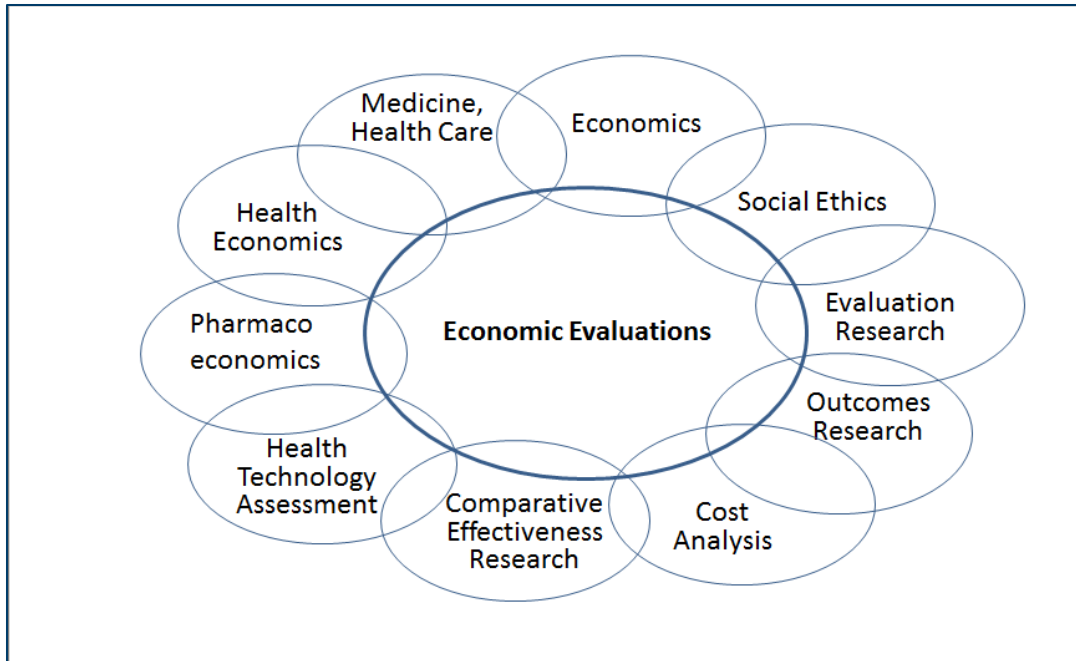 Medicine,
Health Care
Economics
Social Ethics
Evaluation
Research
Outcomes
Research
Cost
Analysis
Comparative
Effectiveness
Research
Health
Technology
Assessment
Pharmaco
economics
Health
Economics
Economic Evaluations